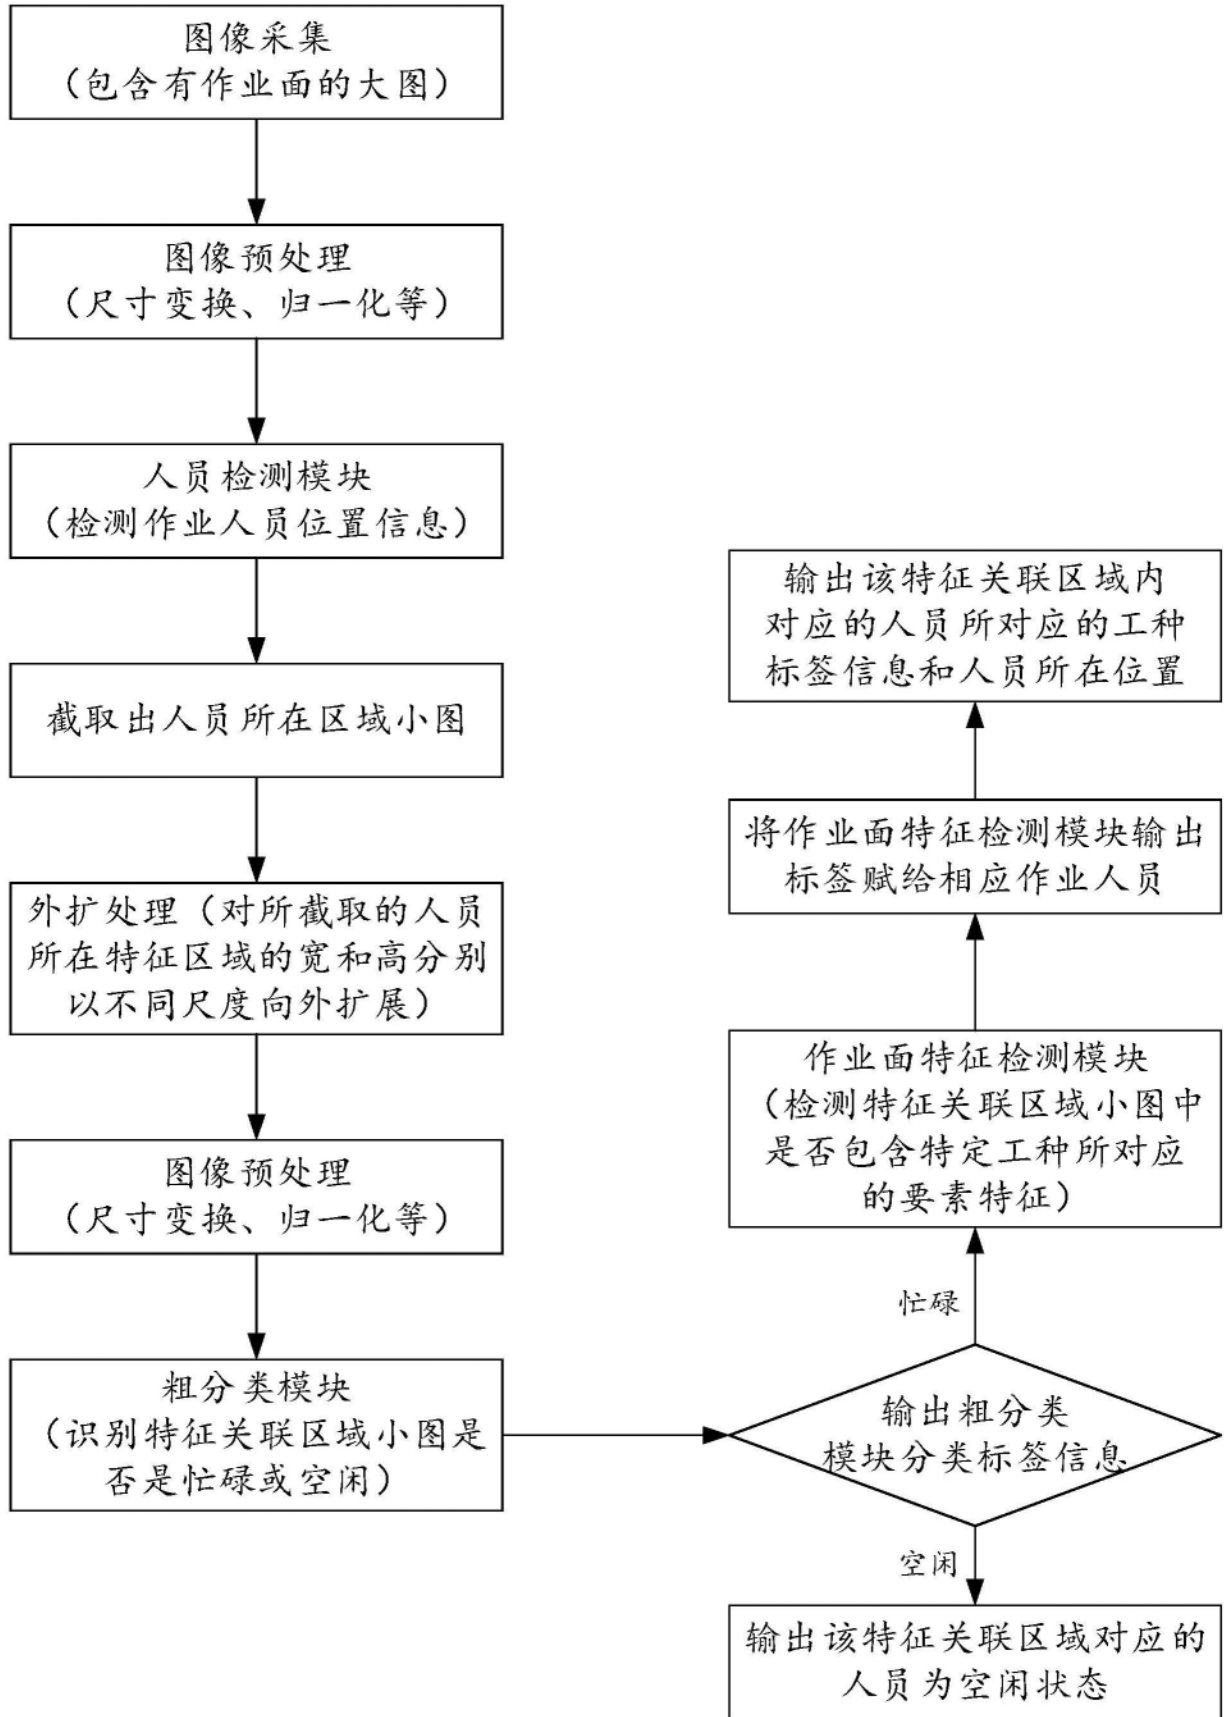 图像采集
（包含有作业面的大图）
图像预处理
（尺寸变换、归一化等）
人员检测模块
（检测作业人员位置信息）
截取出人员所在区域小图
外扩处理（对所截取的人员
所在特征区域的宽和高分别
以不同尺度向外扩展）
图像预处理
（尺寸变换、归一化等）
粗分类模块
（识别特征关联区域小图是
否是忙碌或空闲）
输出粗分类
模块分类标签信息
忙碌
作业面特征检测模块
（检测特征关联区域小图中
是否包含特定工种所对应
的要素特征）
将作业面特征检测模块输出
标签赋给相应作业人员
输出该特征关联区域内
对应的人员所对应的工种
标签信息和人员所在位置
空闲
输出该特征关联区域对应的
人员为空闲状态